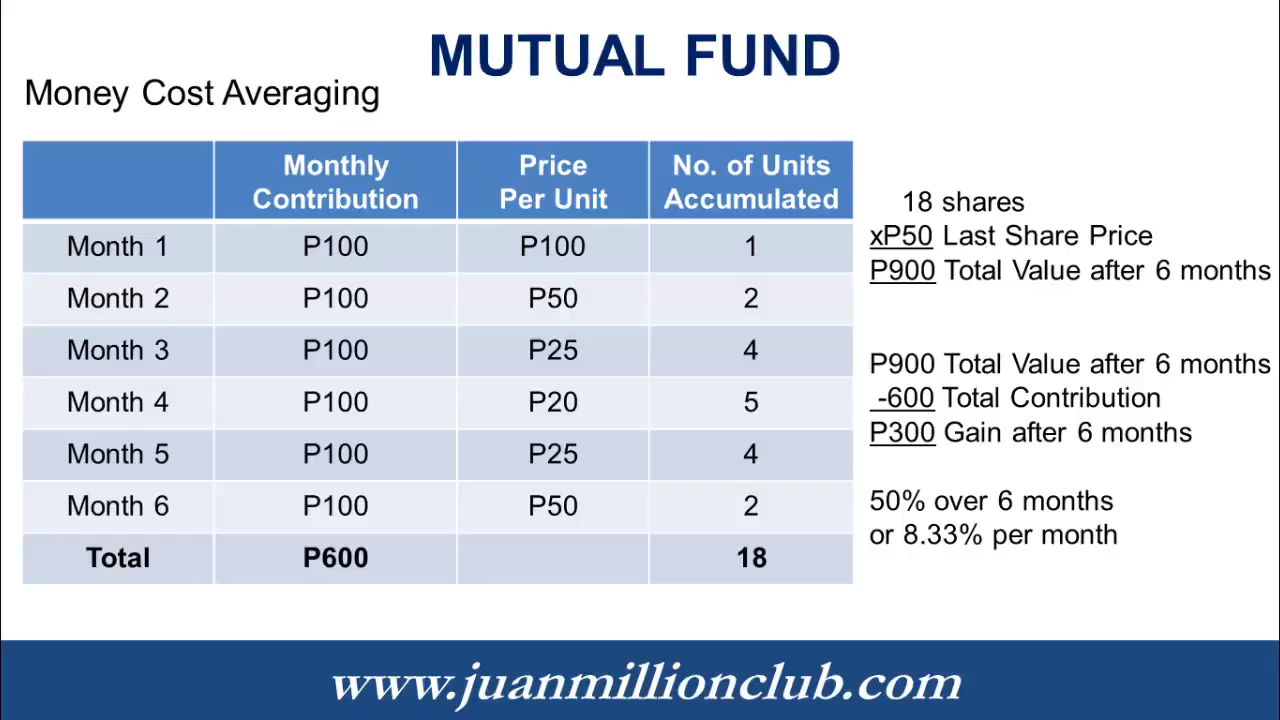 MUTUAL FUND
Money Cost Averaging
Monthly Contribution Price Per Unit No. of Units Accumulated
Month 1 P100 P100 1
Month 2 P100 P50 2
Month 3 P100 P25 4
Month 4 P100 P20 5
Month 5 P100 P25 4
Month 6 P100 P50 2
Total P600 18
18 shares
xP50 Last Share Price
P900 Total Value after 6 months
P900 Total Value after 6 months
-600 Total Contribution
P300 Gain after 6 months
50% over 6 months
or 8.33% per month
www.juanmillionclub.com